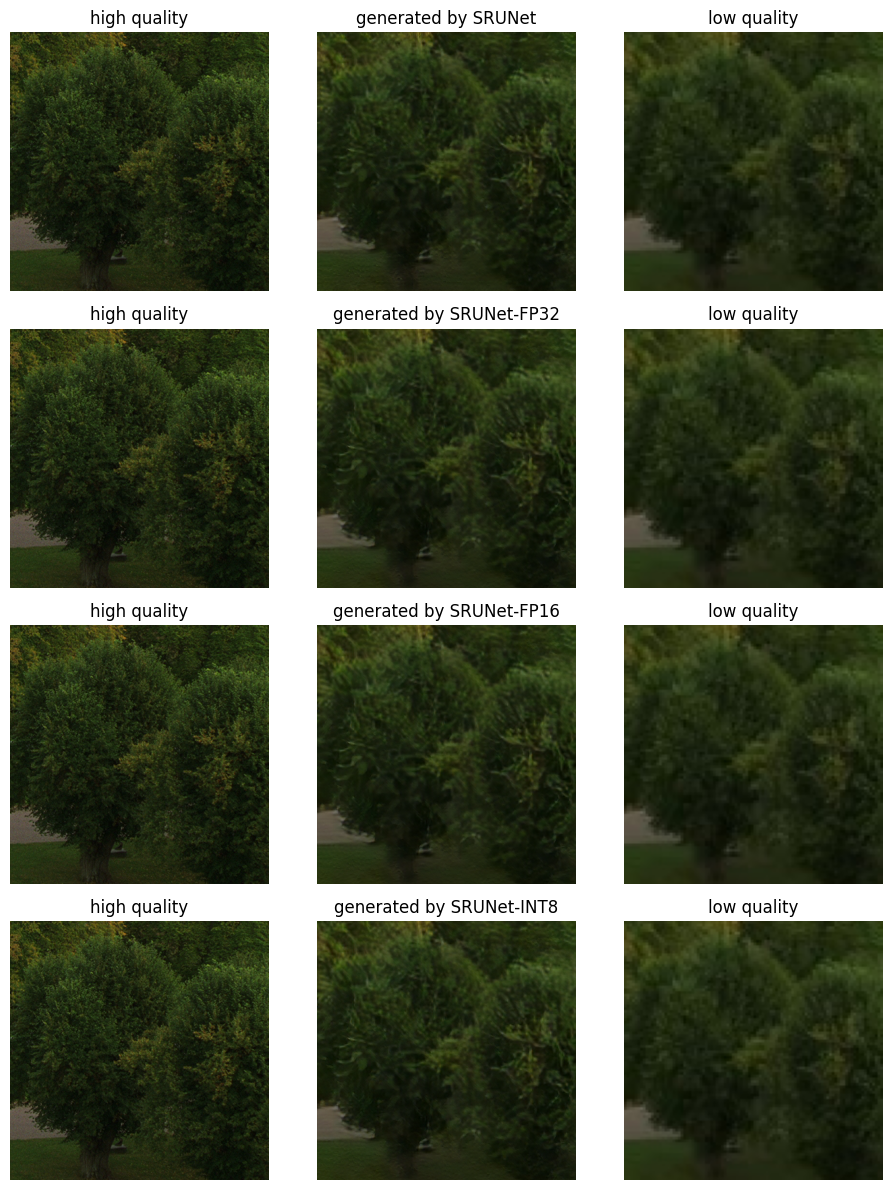 high quality
generated by SRUNet
low quality
high quality
generated by SRUNet-FP32
low quality
high quality
generated by SRUNet-FP16
low quality
high quality
generated by SRUNet-INT8
low quality